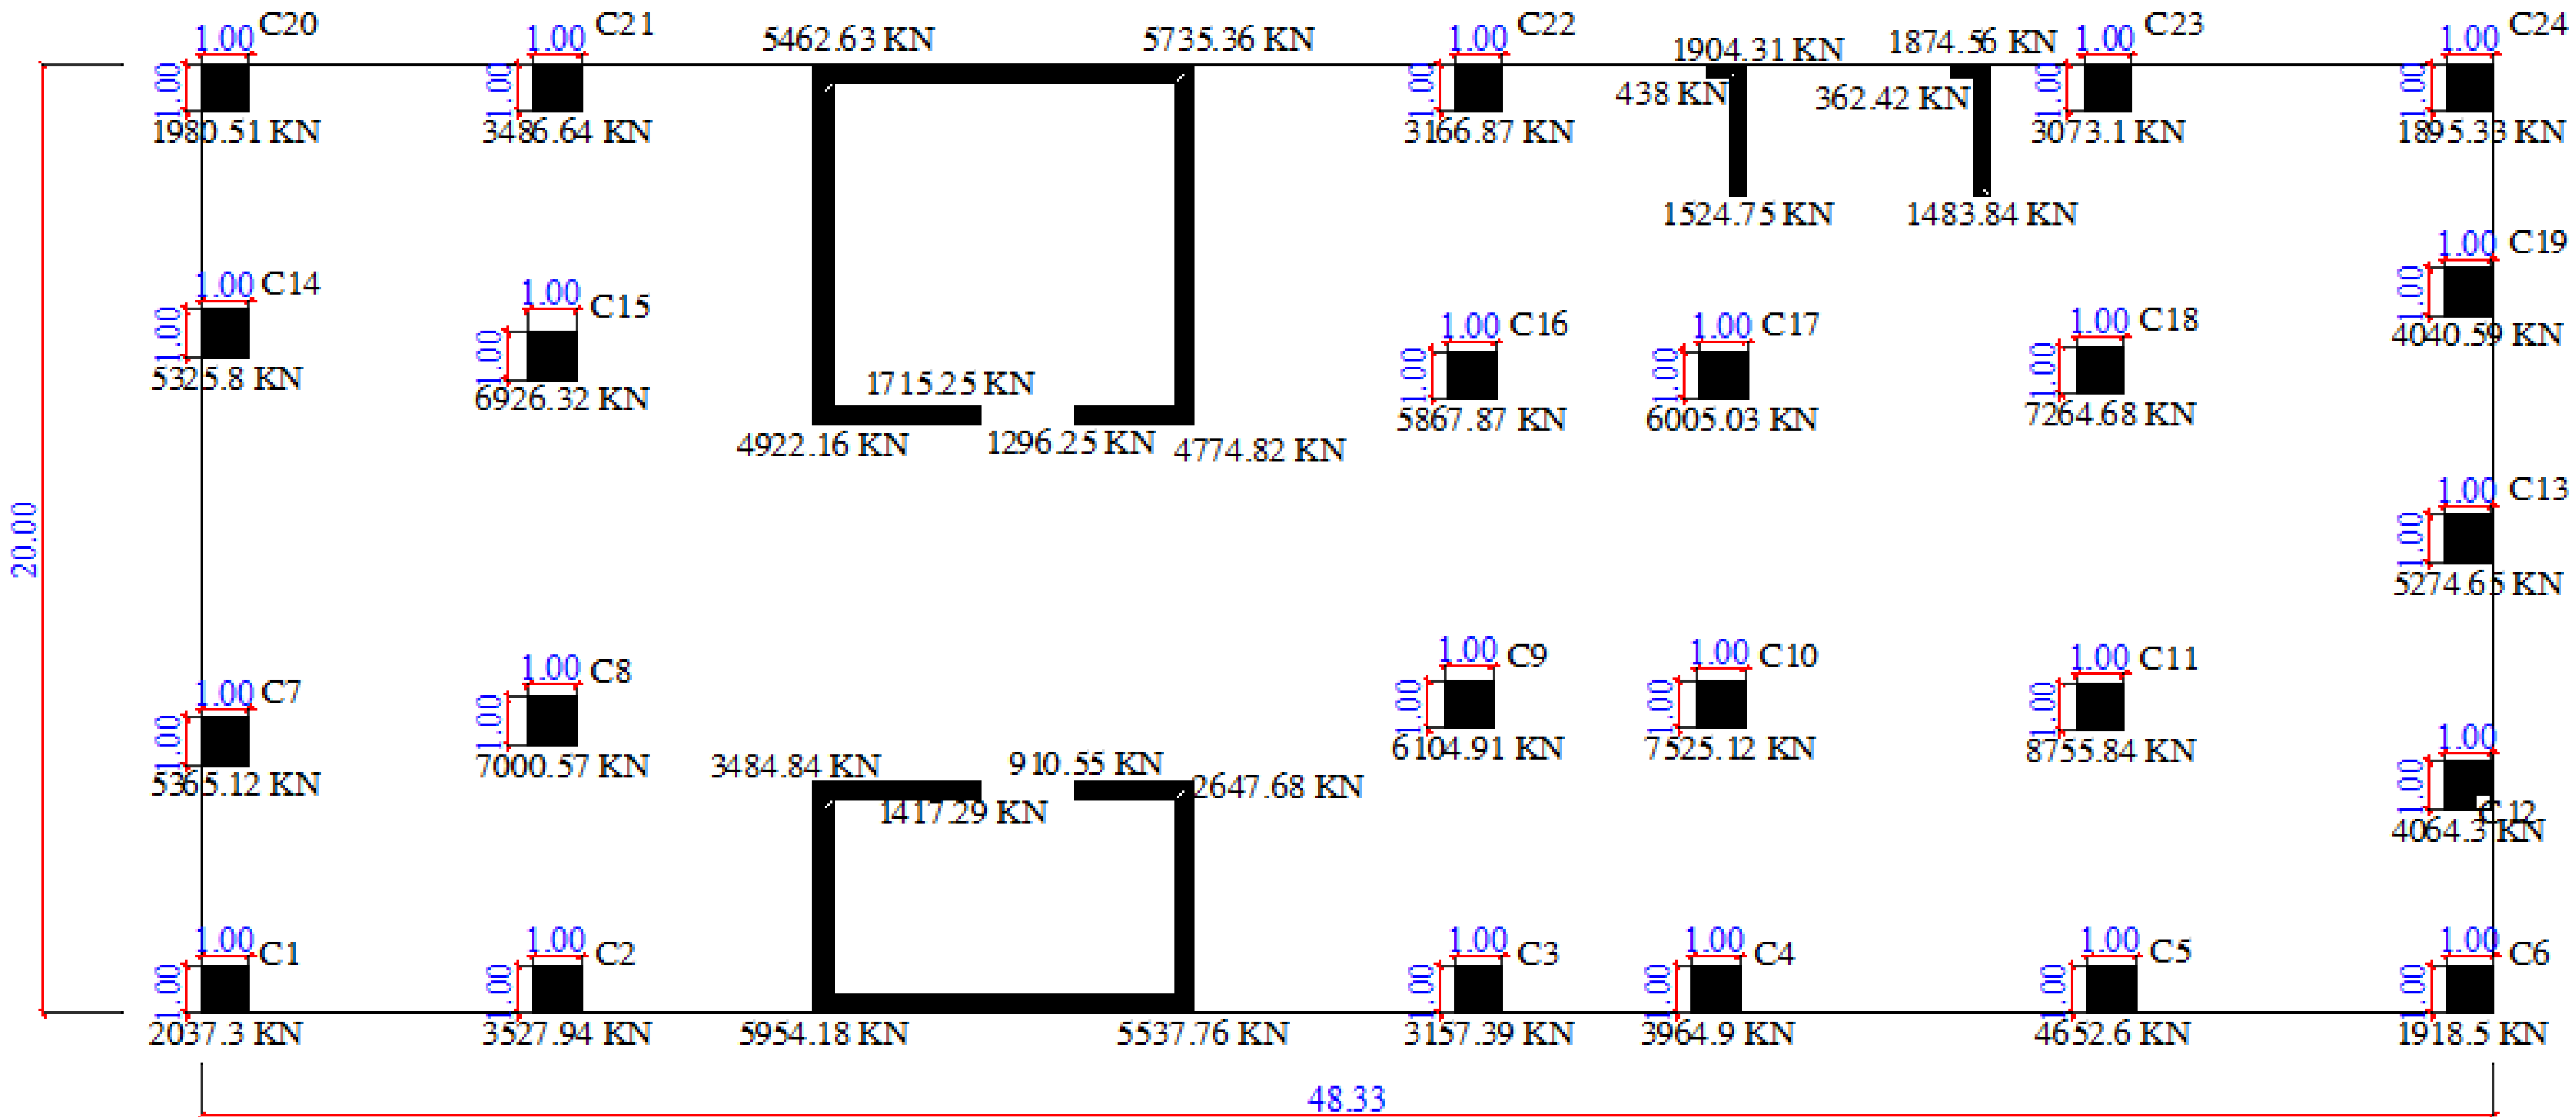 C20
1.00
1.00
1980.51 KN
C21
1.00
1.00
3486.64 KN
5462.63 KN
5735.36 KN
C22
1.00
1.00
3166.87 KN
1904.31 KN
438 KN
1524.75 KN
1874.56 KN
362.42 KN
1483.84 KN
C23
1.00
1.00
3073.1 KN
C24
1.00
1.00
1895.33 KN
C14
1.00
1.00
5325.8 KN
C15
1.00
1.00
6926.32 KN
1715.25 KN
4922.16 KN
1296.25 KN
4774.82 KN
C16
1.00
1.00
5867.87 KN
C17
1.00
1.00
6005.03 KN
C18
1.00
1.00
7264.68 KN
C19
1.00
1.00
4040.59 KN
20.00
C13
1.00
1.00
5274.65 KN
C7
1.00
1.00
5365.12 KN
C8
1.00
1.00
7000.57 KN
3484.84 KN
1417.29 KN
910.55 KN
2647.68 KN
C9
1.00
1.00
6104.91 KN
C10
1.00
1.00
7525.12 KN
C11
1.00
1.00
8755.84 KN
1.00
1.00
C12
4064.3 KN
C1
1.00
1.00
2037.3 KN
C2
1.00
1.00
3527.94 KN
5954.18 KN
5537.76 KN
C3
1.00
1.00
3157.39 KN
C4
1.00
1.00
3964.9 KN
C5
1.00
1.00
4652.6 KN
C6
1.00
1.00
1918.5 KN
48.33